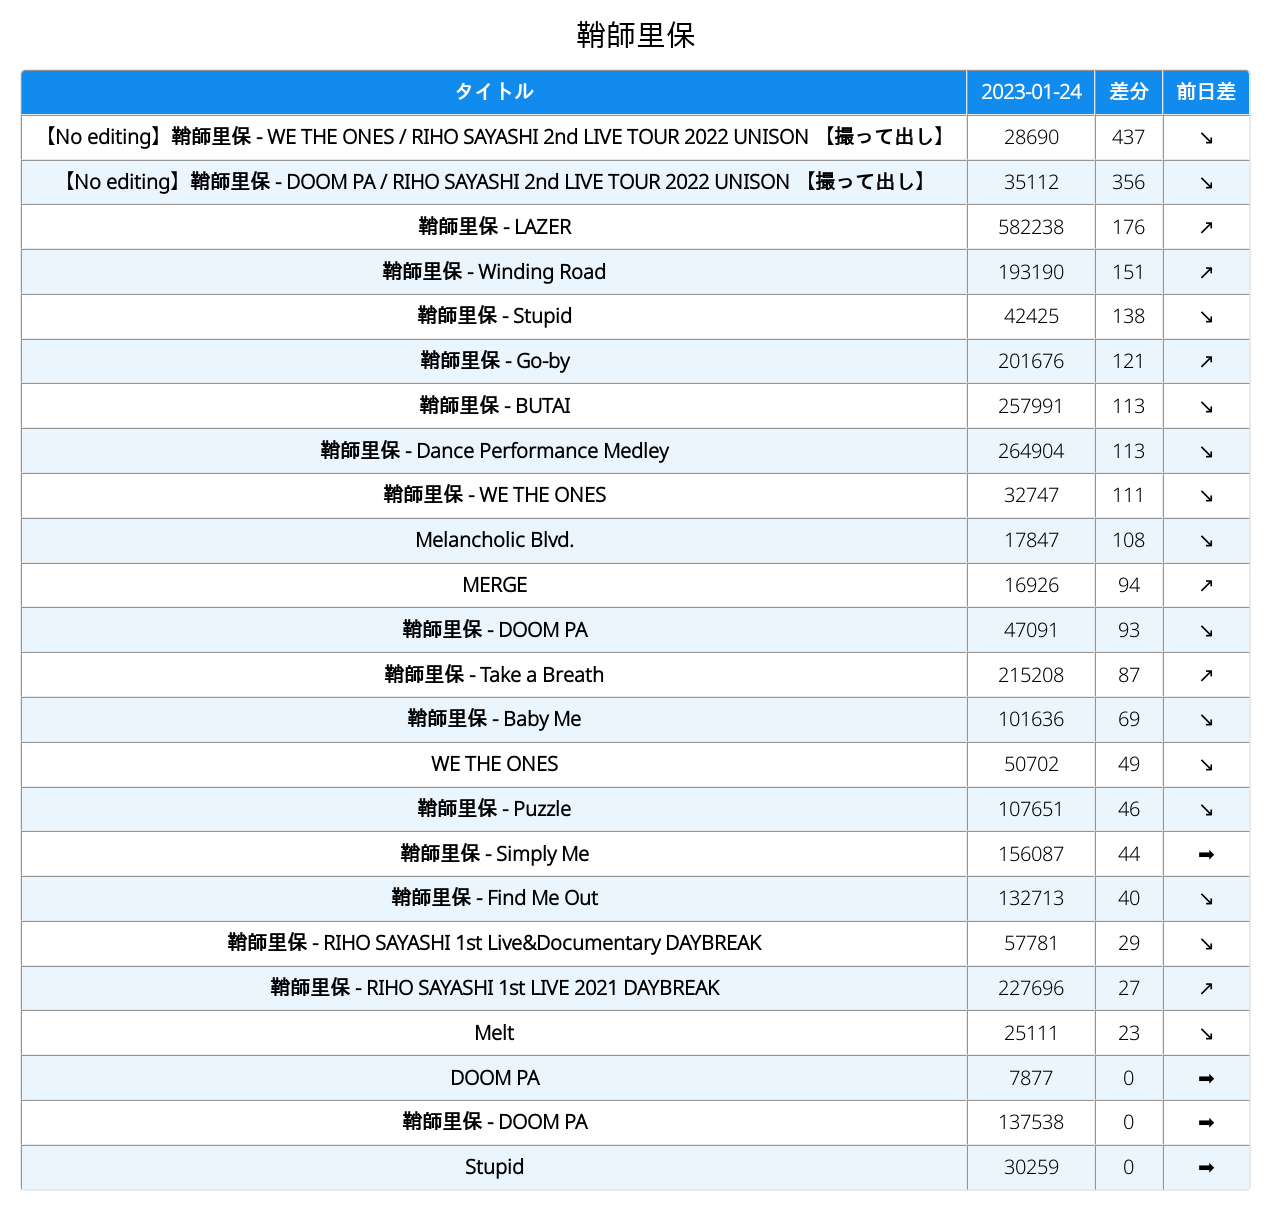 鞘師里保
タイトル 2023-01-24 差分 前日差
【No editing】鞘師里保 - WE THE ONES / RIHO SAYASHI 2nd LIVE TOUR 2022 UNISON 【撮って出し】 28690 437 ↘
【No editing】鞘師里保 - DOOM PA / RIHO SAYASHI 2nd LIVE TOUR 2022 UNISON 【撮って出し】 35112 356 ↘
鞘師里保 - LAZER 582238 176 ↗
鞘師里保 - Winding Road 193190 151 ↗
鞘師里保 - Stupid 42425 138 ↘
鞘師里保 - Go-by 201676 121 ↗
鞘師里保 - BUTAI 257991 113 ↘
鞘師里保 - Dance Performance Medley 264904 113 ↘
鞘師里保 - WE THE ONES 32747 111 ↘
Melancholic Blvd. 17847 108 ↘
MERGE 16926 94 ↗
鞘師里保 - DOOM PA 47091 93 ↘
鞘師里保 - Take a Breath 215208 87 ↗
鞘師里保 - Baby Me 101636 69 ↘
WE THE ONES 50702 49 ↘
鞘師里保 - Puzzle 107651 46 ↘
鞘師里保 - Simply Me 156087 44 ➡
鞘師里保 - Find Me Out 132713 40 ↘
鞘師里保 - RIHO SAYASHI 1st Live&Documentary DAYBREAK 57781 29 ↘
鞘師里保 - RIHO SAYASHI 1st LIVE 2021 DAYBREAK 227696 27 ↗
Melt 25111 23 ↘
DOOM PA 7877 0 ➡
鞘師里保 - DOOM PA 137538 0 ➡
Stupid 30259 0 ➡